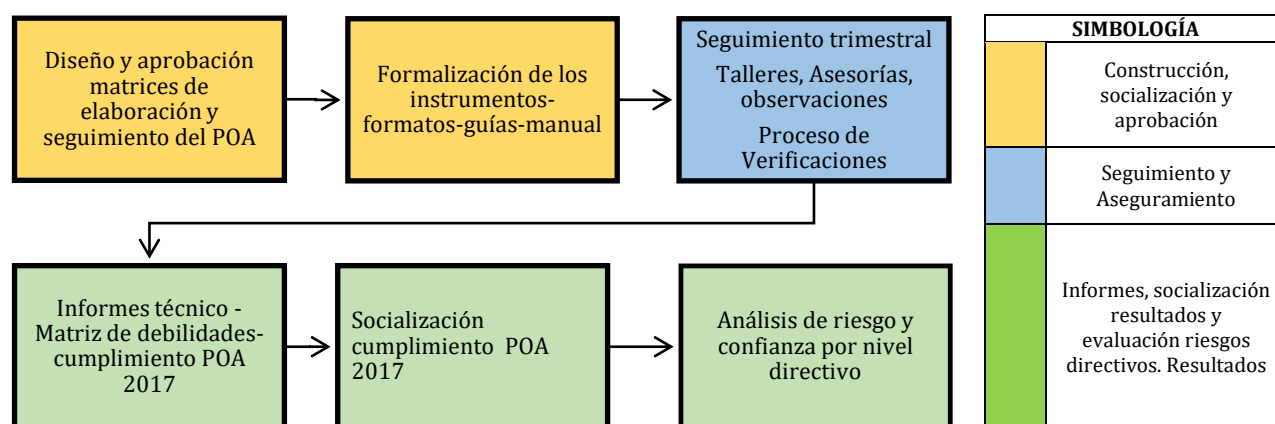 Diseño y aprobación
matrices de
elaboración y
seguimiento del POA
Formalización de los
instrumentos-
formatos-guías-manual
Seguimiento trimestral
Talleres, Asesorías,
observaciones
Proceso de
Verificaciones
Informes técnico -
Matriz de debilidades-
cumplimiento POA
2017
Socialización
cumplimiento  POA
2017
Análisis de riesgo y
confianza por nivel
directivo
SIMBOLOGÍA
Construcción,
socialización y
aprobación
Seguimiento y
Aseguramiento
Informes, socialización
resultados y
evaluación riesgos
directivos. Resultados